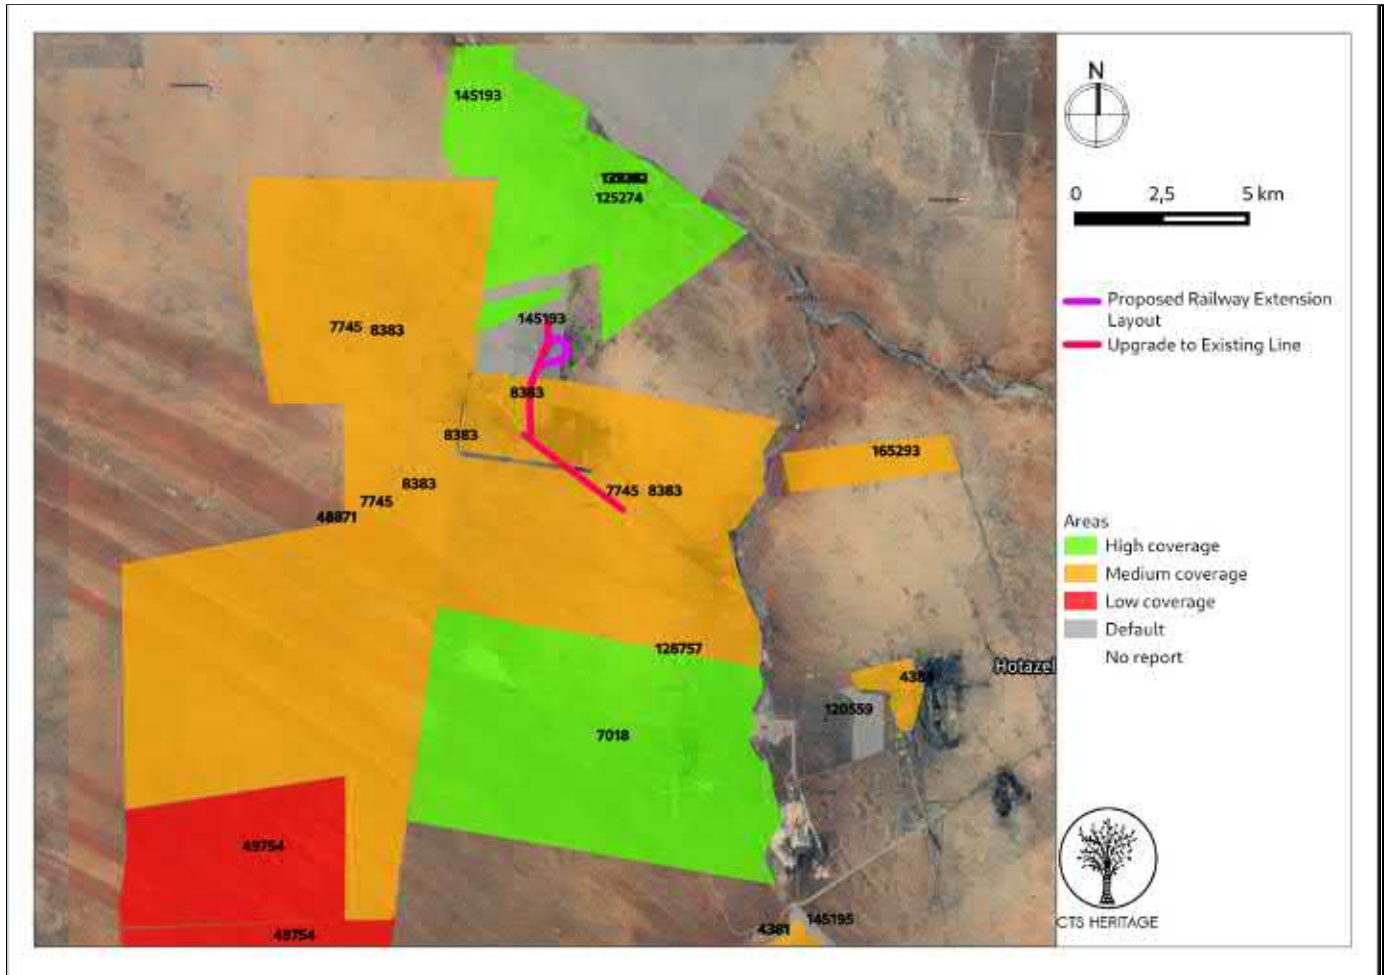 N
0 2,5 5 km
Proposed Railway Extension
Layout
Upgrade to Existing Line
Areas
High coverage
Medium coverage
Low coverage
Default
No report
CTS HERITAGE
145193
125274
145193
7745 8383
8383
8383
165293
8383
7745
7745 8383
48871
126757
Hotazel
120559
7018
49754
145195
4381
49754